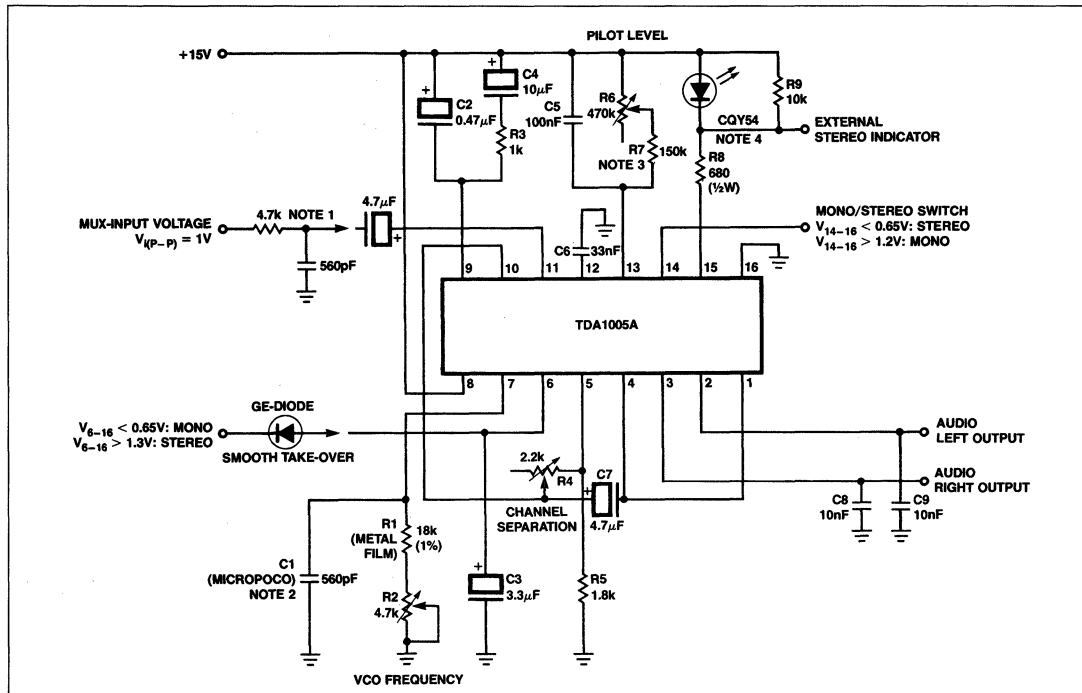 PILOT LEVEL
+15V
+
C2
0.47µF
+
C4
10µF
R3
1k
C5
100nF
R6
470k
R7
150k
NOTE 3
CQY54
NOTE 4
R9
10k
EXTERNAL
STEREO INDICATOR
R8
680
(½W)
MUX-INPUT VOLTAGE
VI(P–P) = 1V
4.7k
NOTE 1
560pF
4.7µF
+
C6
33nF
MONO/STEREO SWITCH
V14–16 < 0.65V: STEREO
V14–16 > 1.2V: MONO
9 10 11 12 13 14 15 16
TDA1005A
8 7 6 5 4 3 2 1
GE-DIODE
V6–16 < 0.65V: MONO
V6–16 > 1.3V: STEREO
SMOOTH TAKE-OVER
2.2k
R4
CHANNEL
SEPARATION
+
C7
4.7µF
AUDIO
LEFT OUTPUT
AUDIO
RIGHT OUTPUT
C8
10nF
C9
10nF
C1
(MICROPOCO)
NOTE 2
560pF
R1
(METAL
FILM)
18k
(1%)
R2
4.7k
+
C3
3.3µF
R5
1.8k
VCO FREQUENCY